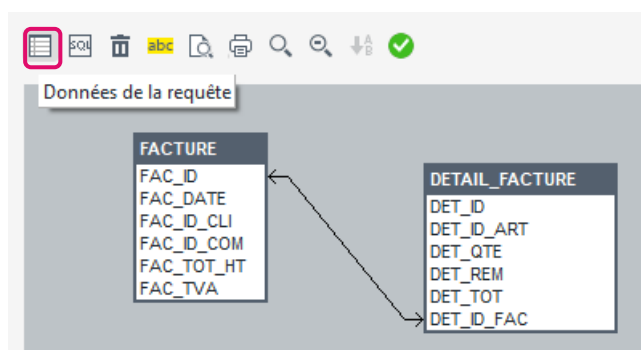 SQL
abc
A
B
Données de la requête
FACTURE
FAC_ID
FAC_DATE
FAC_ID_CLI
FAC_ID_COM
FAC_TOT_HT
FAC_TVA
DETAIL_FACTURE
DET_ID
DET_ID_ART
DET_QTE
DET_REM
DET_TOT
DET_ID_FAC